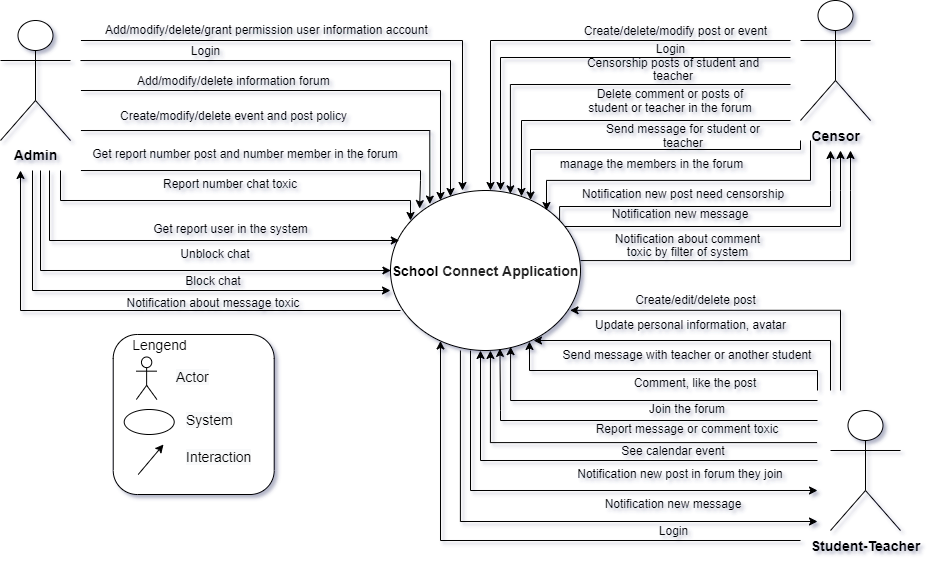 Add/modify/delete/grant permission user information account
Login
Add/modify/delete information forum
Create/modify/delete event and post policy
Admin
Get report number post and number member in the forum
Report number chat toxic
Get report user in the system
Unblock chat
Block chat
Notification about message toxic
Create/delete/modify post or event
Login
Censorship posts of student and
teacher
Delete comment or posts of
student or teacher in the forum
Send message for student or
teacher
Censor
manage the members in the forum
Notification new post need censorship
Notification new message
Notification about comment
toxic by filter of system
School Connect Application
Create/edit/delete post
Update personal information, avatar
Send message with teacher or another student
Comment, like the post
Join the forum
Report message or comment toxic
See calendar event
Notification new post in forum they join
Notification new message
Login
Student-Teacher
Lengend
Actor
System
Interaction